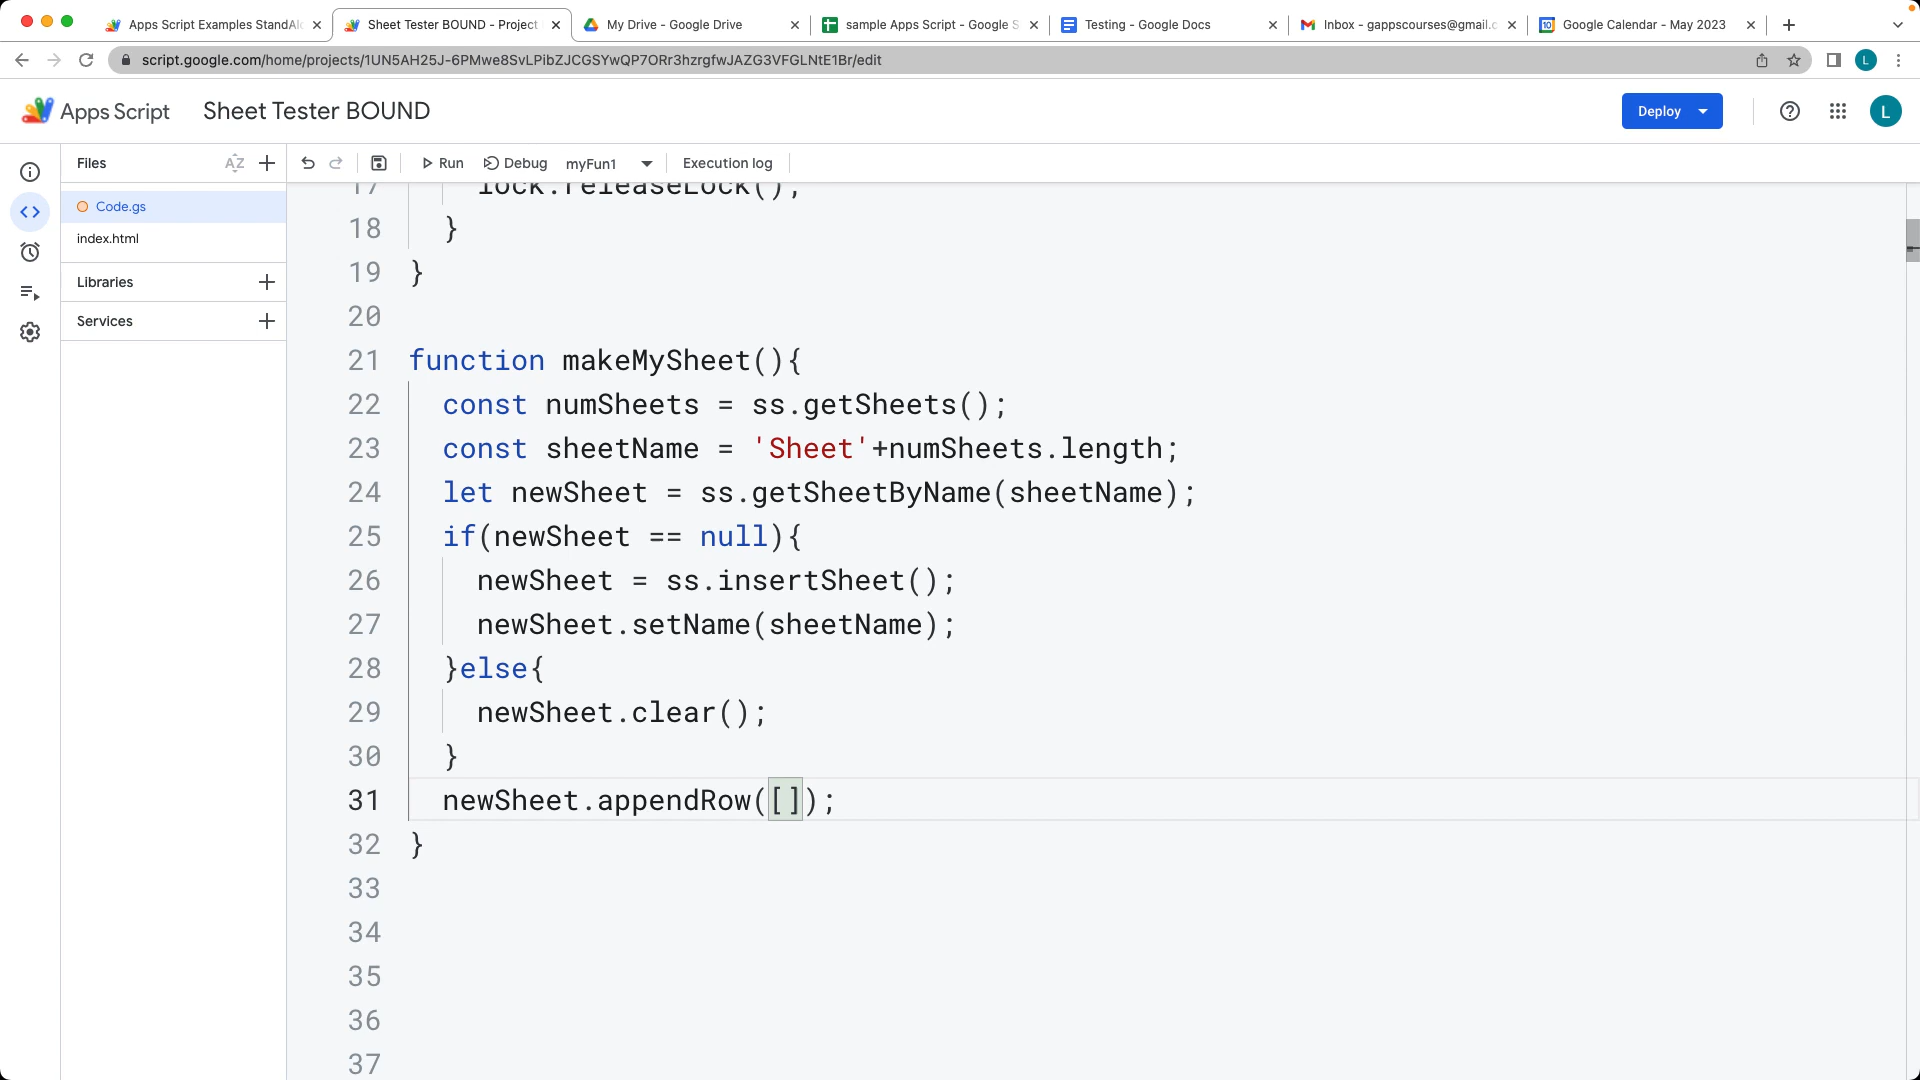 Apps Script Examples StandAl
Sheet Tester BOUND - Project
My Drive - Google Drive
sample Apps Script - Google S
Testing - Google Docs
Inbox - gappscourses@gmail.c
Google Calendar - May 2023
script.google.com/home/projects/1UN5AH25J-6PMwe8SvLPibZJCGSYwQP7ORr3hzrgfwJAZG3VFGLNtE1Br/edit
L
Apps Script
Sheet Tester BOUND
Deploy
L
Files
AZ
Run
Debug
myFun1
Execution log
Code.gs
index.html
Libraries
Services
17 lock.releaseLock();
18 }
19 }
20
21 function makeMySheet(){
22 const numSheets = ss.getSheets();
23 const sheetName = 'Sheet'+numSheets.length;
24 let newSheet = ss.getSheetByName(sheetName);
25 if(newSheet == null){
26 newSheet = ss.insertSheet();
27 newSheet.setName(sheetName);
28 }else{
29 newSheet.clear();
30 }
31 newSheet.appendRow([]);
32 }
33
34
35
36
37